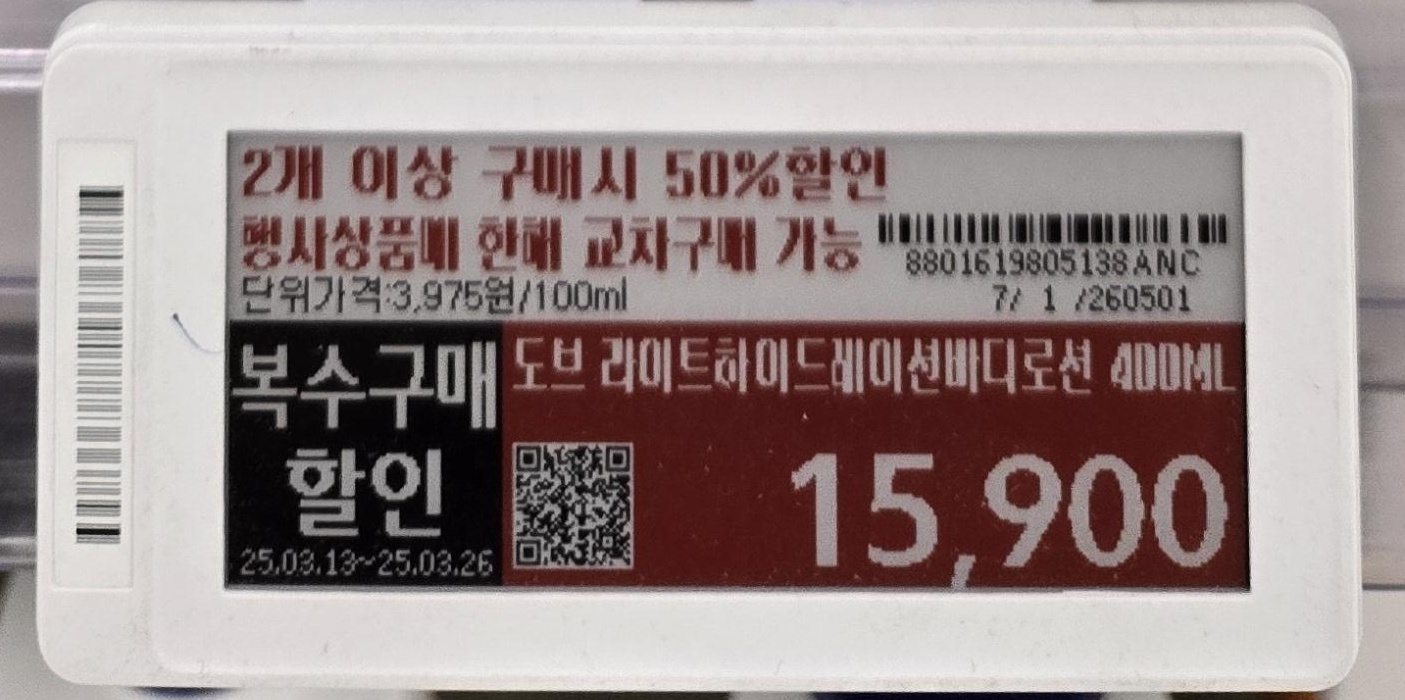 2개 이상 구매시 50%할인
행사상품에 한해 교차구매 가능
8801619805138ANC
단위가격:3,975원/100ml
7/ 1 /260501
복수구매
할인
25.03.13~25.03.26
도브 라이트하이드레이션바디로션 400ML
15,900